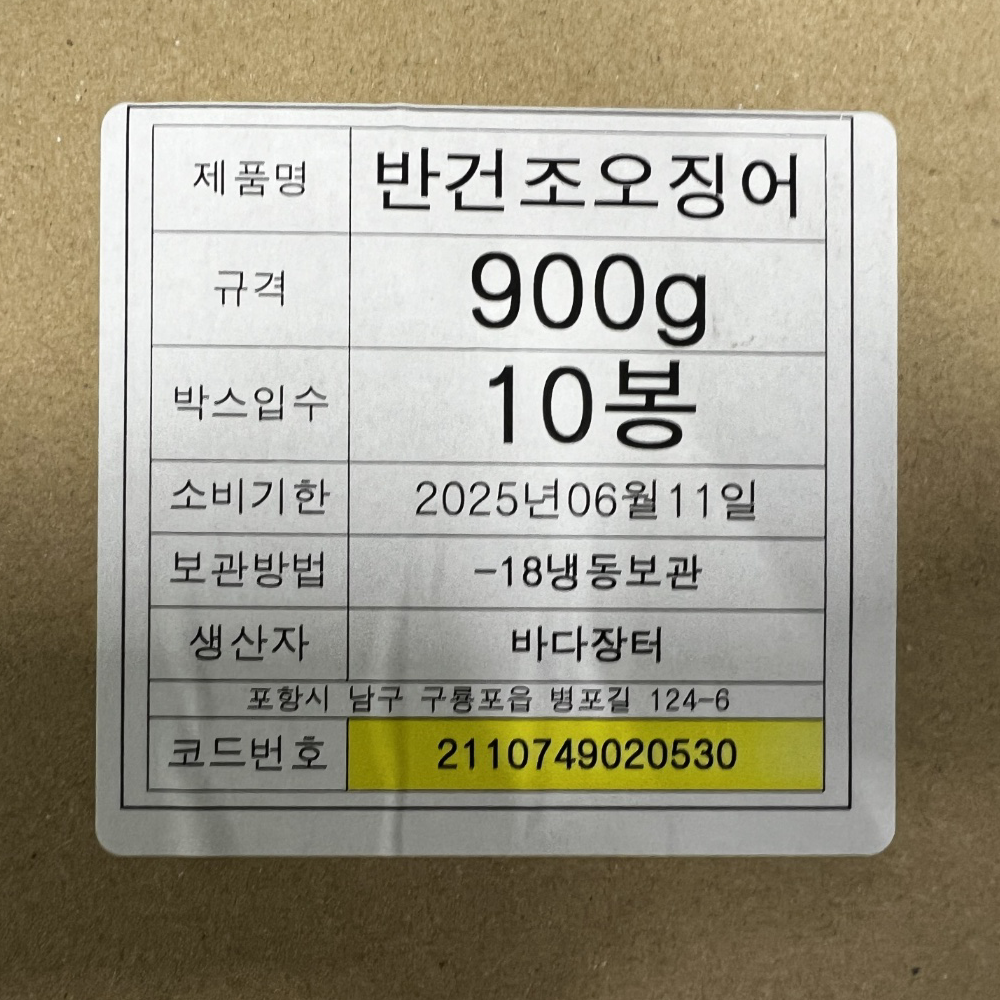 제품명 반건조오징어
규격 900g
박스입수 10봉
소비기한 2025년06월11일
보관방법 -18냉동보관
생산자 바다장터
포항시 남구 구룡포읍 병포길 124-6
코드번호 2110749020530